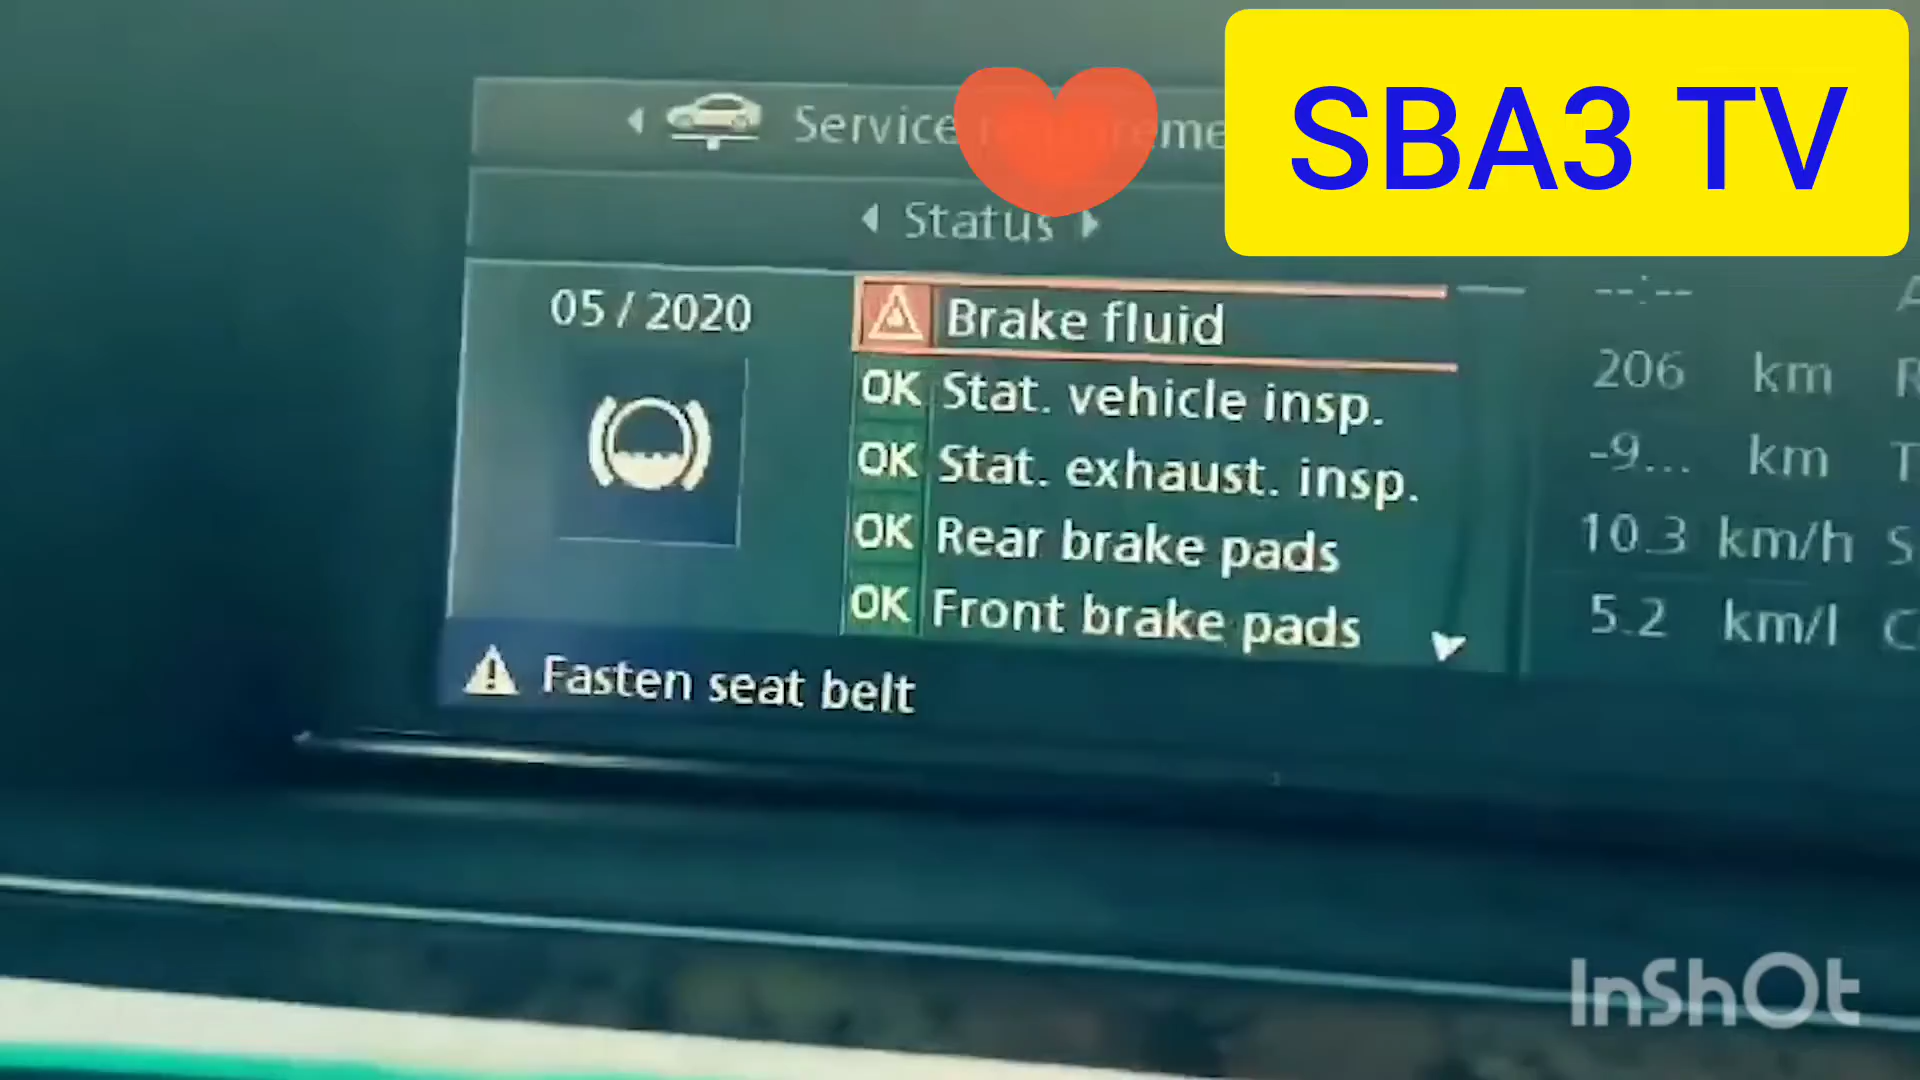 SBA3 TV
Service
Status
05 / 2020
Brake fluid
OK Stat. vehicle insp.
OK Stat. exhaust. insp.
OK Rear brake pads
OK Front brake pads
Fasten seat belt
--:--
206 km
-9... km
10.3 km/h
5.2 km/l
InShOt